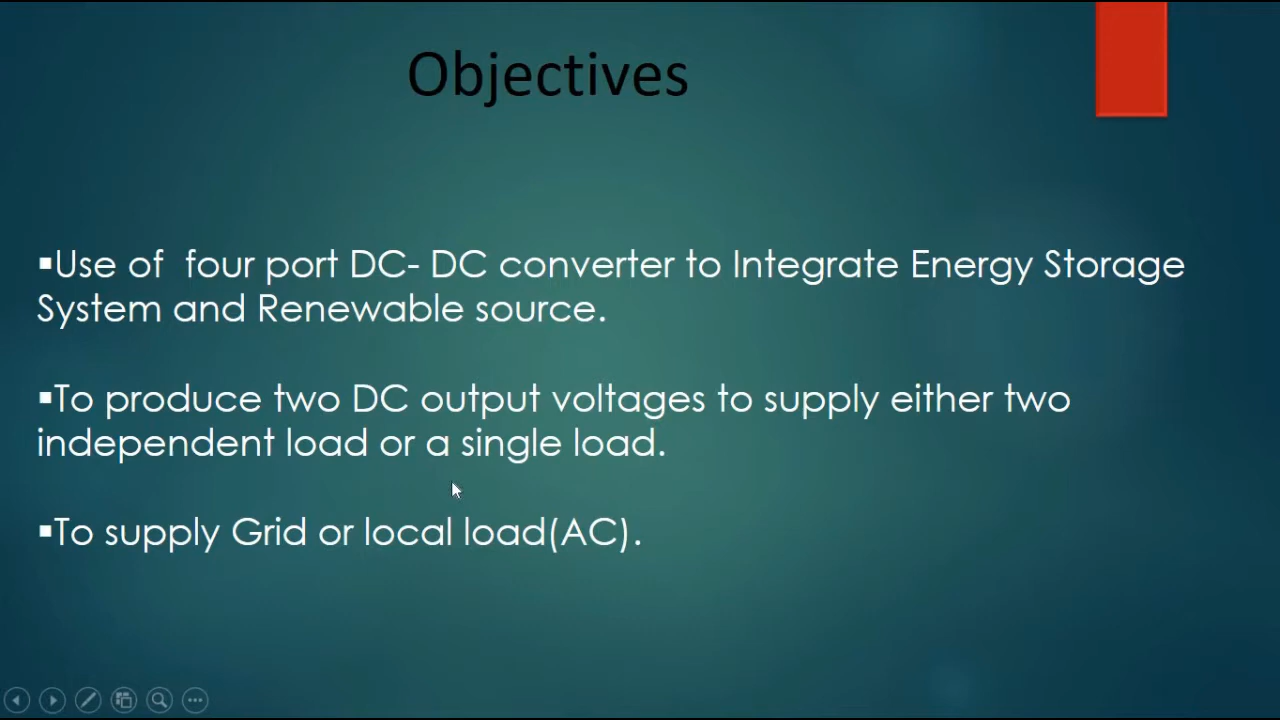 Objectives
▪Use of  four port DC- DC converter to Integrate Energy Storage
System and Renewable source.
▪To produce two DC output voltages to supply either two
independent load or a single load.
▪To supply Grid or local load(AC).